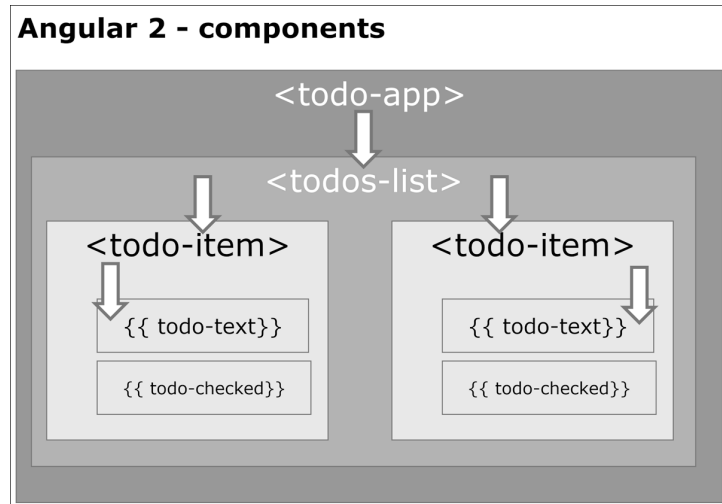 Angular 2 - components
<todo-app>
<todos-list>
<todo-item>
{{ todo-text}}
{{ todo-checked}}
<todo-item>
{{ todo-text}}
{{ todo-checked}}